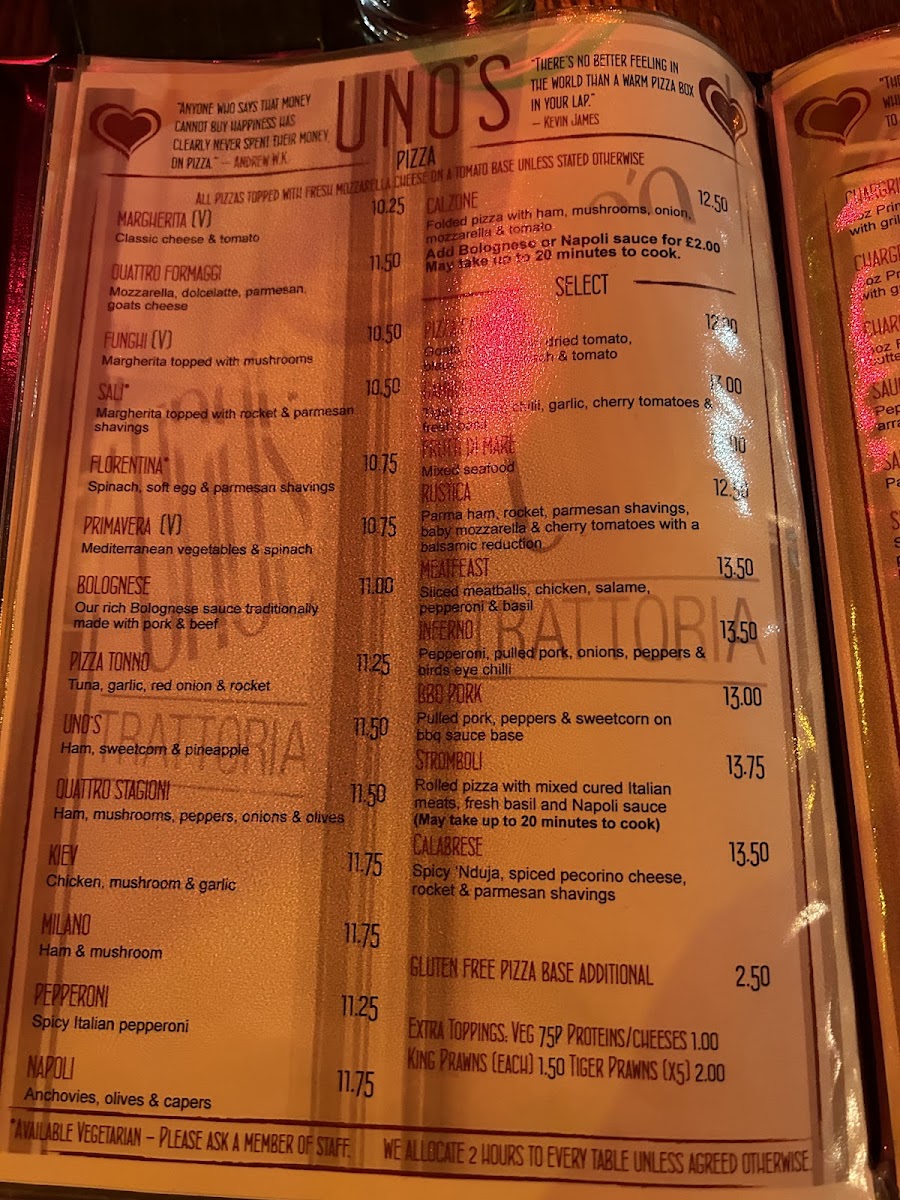 "ANYONE WHO SAYS THAT MONEY
CANNOT BUY HAPPINESS HAS
CLEARLY NEVER SPENT THEIR MONEY
ON PIZZA." – ANDREW W.K.
UNO'S
"THERE'S NO BETTER FEELING IN
THE WORLD THAN A WARM PIZZA BOX
IN YOUR LAP."
– KEVIN JAMES
PIZZA
ALL PIZZAS TOPPED WITH FRESH MOZZARELLA CHEESE ON A TOMATO BASE UNLESS STATED OTHERWISE
MARGHERITA (V) 10.25
Classic cheese & tomato
QUATTRO FORMAGGI 11.50
Mozzarella, dolcelatte, parmesan,
goats cheese
FUNGHI (V) 10.50
Margherita topped with mushrooms
SALI* 10.50
Margherita topped with rocket & parmesan
shavings
FLORENTINA* 10.75
Spinach, soft egg & parmesan shavings
PRIMAVERA (V) 10.75
Mediterranean vegetables & spinach
BOLOGNESE 11.00
Our rich Bolognese sauce traditionally
made with pork & beef
PIZZA TONNO 11.25
Tuna, garlic, red onion & rocket
UNO'S 11.50
Ham, sweetcorn & pineapple
QUATTRO STAGIONI 11.50
Ham, mushrooms, peppers, onions & olives
KIEV 11.75
Chicken, mushroom & garlic
MILANO 11.75
Ham & mushroom
PEPPERONI 11.25
Spicy Italian pepperoni
NAPOLI 11.75
Anchovies, olives & capers
CALZONE 12.50
Folded pizza with ham, mushrooms, onion,
mozzarella & tomato
Add Bolognese or Napoli sauce for £2.00
May take up to 20 minutes to cook.
SELECT
PIZZA
Goats dried tomato,
& tomato
13.00
chilli, garlic, cherry tomatoes &
fresh
FRUTTI DI MARE
Mixed seafood
RUSTICA 12.50
Parma ham, rocket, parmesan shavings,
baby mozzarella & cherry tomatoes with a
balsamic reduction
MEATFEAST 13.50
Sliced meatballs, chicken, salame,
pepperoni & basil
INFERNO 13.50
Pepperoni, pulled pork, onions, peppers &
birds eye chilli
BBQ PORK 13.00
Pulled pork, peppers & sweetcorn on
bbq sauce base
STROMBOLI 13.75
Rolled pizza with mixed cured Italian
meats, fresh basil and Napoli sauce
(May take up to 20 minutes to cook)
CALABRESE 13.50
Spicy 'Nduja, spiced pecorino cheese,
rocket & parmesan shavings
GLUTEN FREE PIZZA BASE ADDITIONAL 2.50
EXTRA TOPPINGS: VEG 75P PROTEINS/CHEESES 1.00
KING PRAWNS (EACH) 1.50 TIGER PRAWNS (X5) 2.00
*AVAILABLE VEGETARIAN – PLEASE ASK A MEMBER OF STAFF.
WE ALLOCATE 2 HOURS TO EVERY TABLE UNLESS AGREED OTHERWISE.
TRATTORIA
TRATTORIA